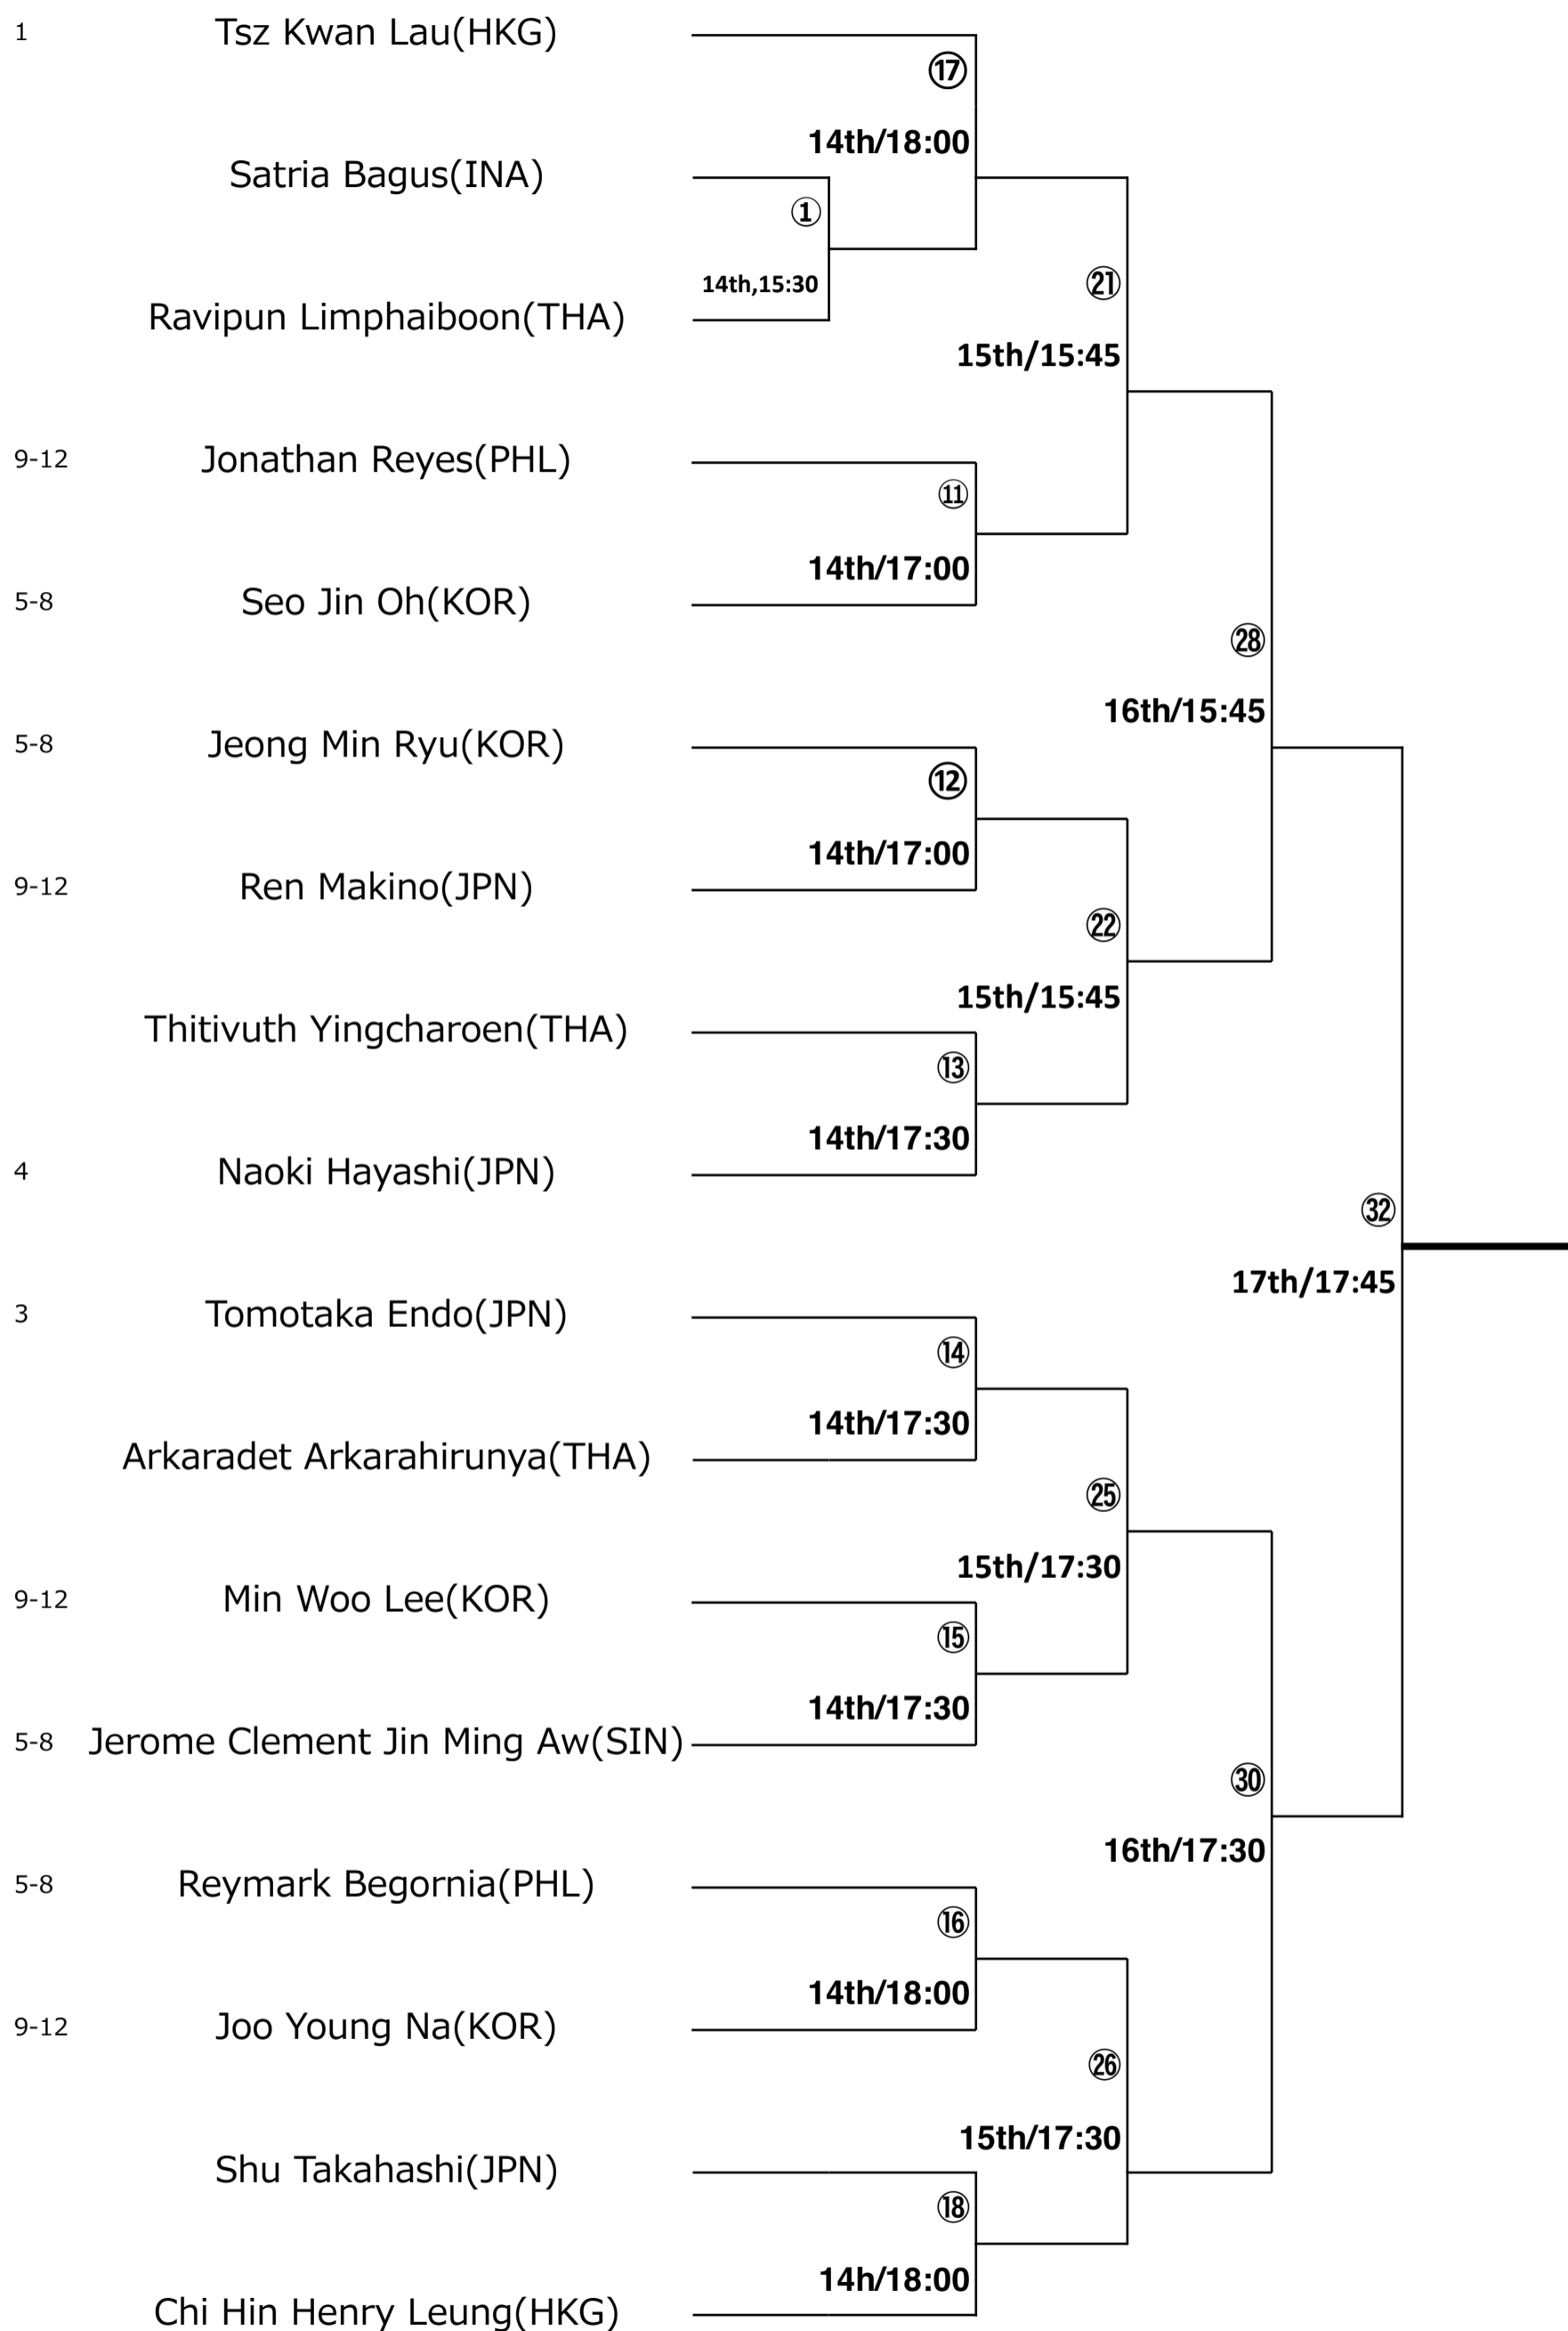 1 Tsz Kwan Lau(HKG)
⑰
14th/18:00
Satria Bagus(INA)
①
14th,15:30
㉑
Ravipun Limphaiboon(THA)
15th/15:45
9-12 Jonathan Reyes(PHL)
⑪
14th/17:00
5-8 Seo Jin Oh(KOR)
㉘
16th/15:45
5-8 Jeong Min Ryu(KOR)
⑫
14th/17:00
9-12 Ren Makino(JPN)
㉒
15th/15:45
Thitivuth Yingcharoen(THA)
⑬
14th/17:30
4 Naoki Hayashi(JPN)
㉜
17th/17:45
3 Tomotaka Endo(JPN)
⑭
14th/17:30
Arkaradet Arkarahirunya(THA)
㉕
15th/17:30
9-12 Min Woo Lee(KOR)
⑮
14th/17:30
5-8 Jerome Clement Jin Ming Aw(SIN)
㉚
16th/17:30
5-8 Reymark Begornia(PHL)
⑯
14th/18:00
9-12 Joo Young Na(KOR)
㉖
15th/17:30
Shu Takahashi(JPN)
⑱
14h/18:00
Chi Hin Henry Leung(HKG)